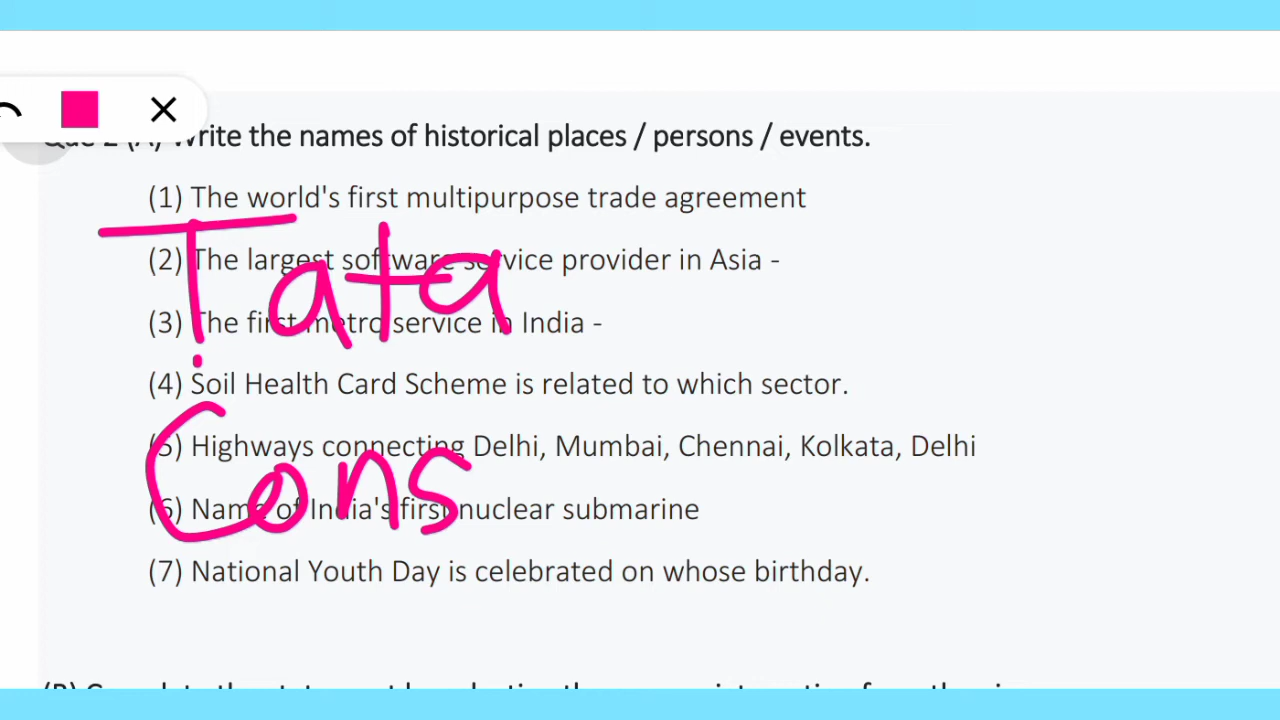 Write the names of historical places / persons / events.
(1) The world's first multipurpose trade agreement
(2) The largest software service provider in Asia -
Tata
(3) The first metro service in India -
(4) Soil Health Card Scheme is related to which sector.
(5) Highways connecting Delhi, Mumbai, Chennai, Kolkata, Delhi
Cons
(6) Name of India's first nuclear submarine
(7) National Youth Day is celebrated on whose birthday.